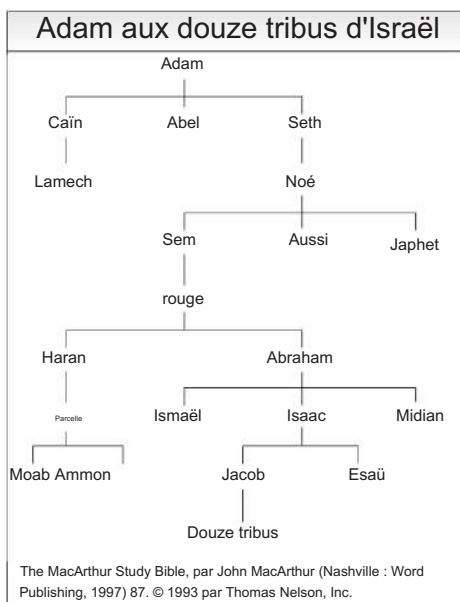 Adam aux douze tribus d'Israël
Adam
Caïn Abel Seth
Lamech Noé
Sem Aussi Japhet
rouge
Haran Abraham
Parcelle Ismaël Isaac Midian
Moab Ammon Jacob Esaü
Douze tribus
The MacArthur Study Bible, par John MacArthur (Nashville : Word
Publishing, 1997) 87. © 1993 par Thomas Nelson, Inc.